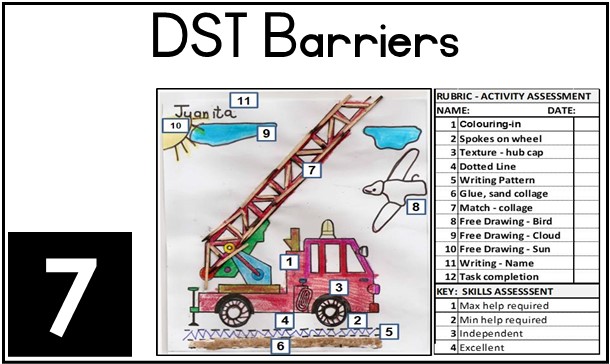 DST Barriers
7
Juanita
11
10
9
7
8
1
3
4
2
5
6
RUBRIC - ACTIVITY ASSESSMENT
NAME: DATE:
1 Colouring-in
2 Spokes on wheel
3 Texture - hub cap
4 Dotted Line
5 Writing Pattern
6 Glue, sand collage
7 Match - collage
8 Free Drawing - Bird
9 Free Drawing - Cloud
10 Free Drawing - Sun
11 Writing - Name
12 Task completion
KEY: SKILLS ASSESSSENT
1 Max help required
2 Min help required
3 Independent
4 Excellent